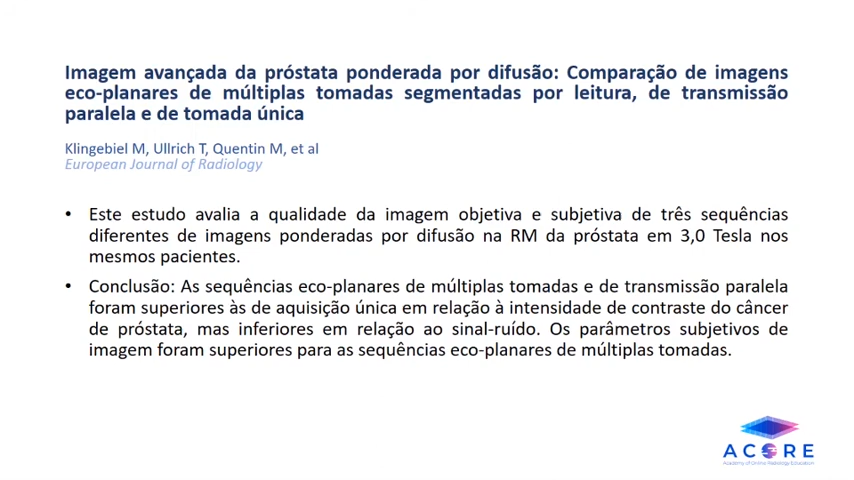 Imagem avançada da próstata ponderada por difusão: Comparação de imagens
eco-planares de múltiplas tomadas segmentadas por leitura, de transmissão
paralela e de tomada única
Klingebiel M, Ullrich T, Quentin M, et al
European Journal of Radiology
• Este estudo avalia a qualidade da imagem objetiva e subjetiva de três sequências
diferentes de imagens ponderadas por difusão na RM da próstata em 3,0 Tesla nos
mesmos pacientes.
• Conclusão: As sequências eco-planares de múltiplas tomadas e de transmissão paralela
foram superiores às de aquisição única em relação à intensidade de contraste do câncer
de próstata, mas inferiores em relação ao sinal-ruído. Os parâmetros subjetivos de
imagem foram superiores para as sequências eco-planares de múltiplas tomadas.
ACORE
Academy of Online Radiology Education